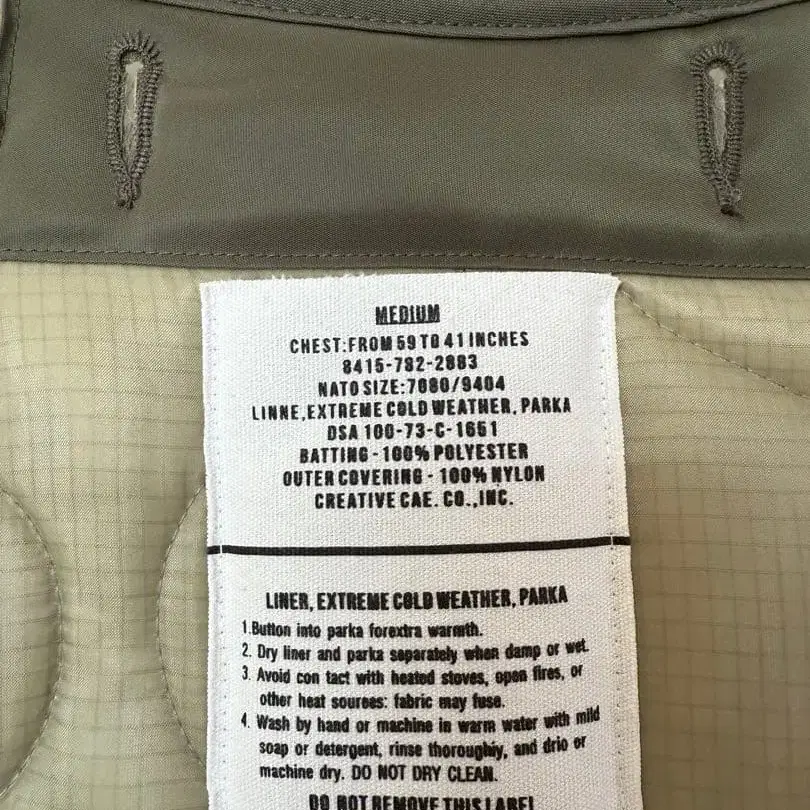 MEDIUM
CHEST:FROM 59 TO 41 INCHES
8415-782-2883
NATO SIZE:7080/9404
LINNE,EXTREME COLD WEATHER, PARKA
DSA 100-73-C-1651
BATTING - 100% POLYESTER
OUTER COVERING - 100% NYLON
CREATIVE CAE. CO.,INC.
LINER, EXTREME COLD WEATHER, PARKA
1.Button into parka forextra warmth.
2. Dry liner and parka separately when damp or wet.
3. Avoid con tact with heated stoves, open fires, or
other heat sourees: fabric may fuse.
4. Wash by hand or machine in warm water with mild
soap or detergent, rinse thoroughiy, and drio or
machine dry. DO NOT DRY CLEAN.
DO NOT REMOVE THIS LABEL